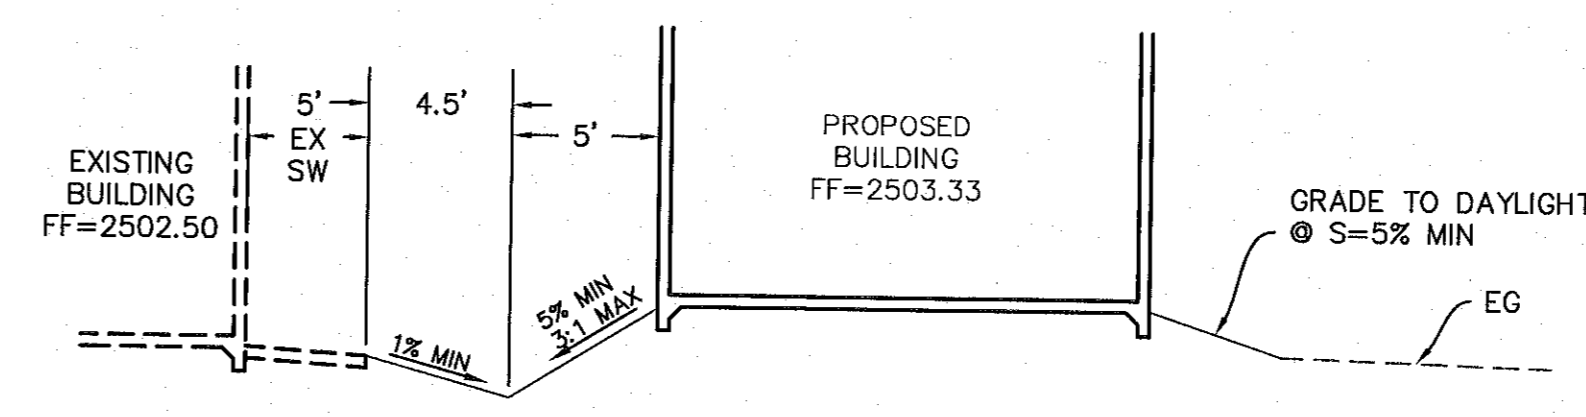 EXISTING
BUILDING
FF=2502.50
5'
EX
SW
4.5'
5'
1% MIN
5% MIN
3:1 MAX
PROPOSED
BUILDING
FF=2503.33
GRADE TO DAYLIGHT
@ S=5% MIN
EG